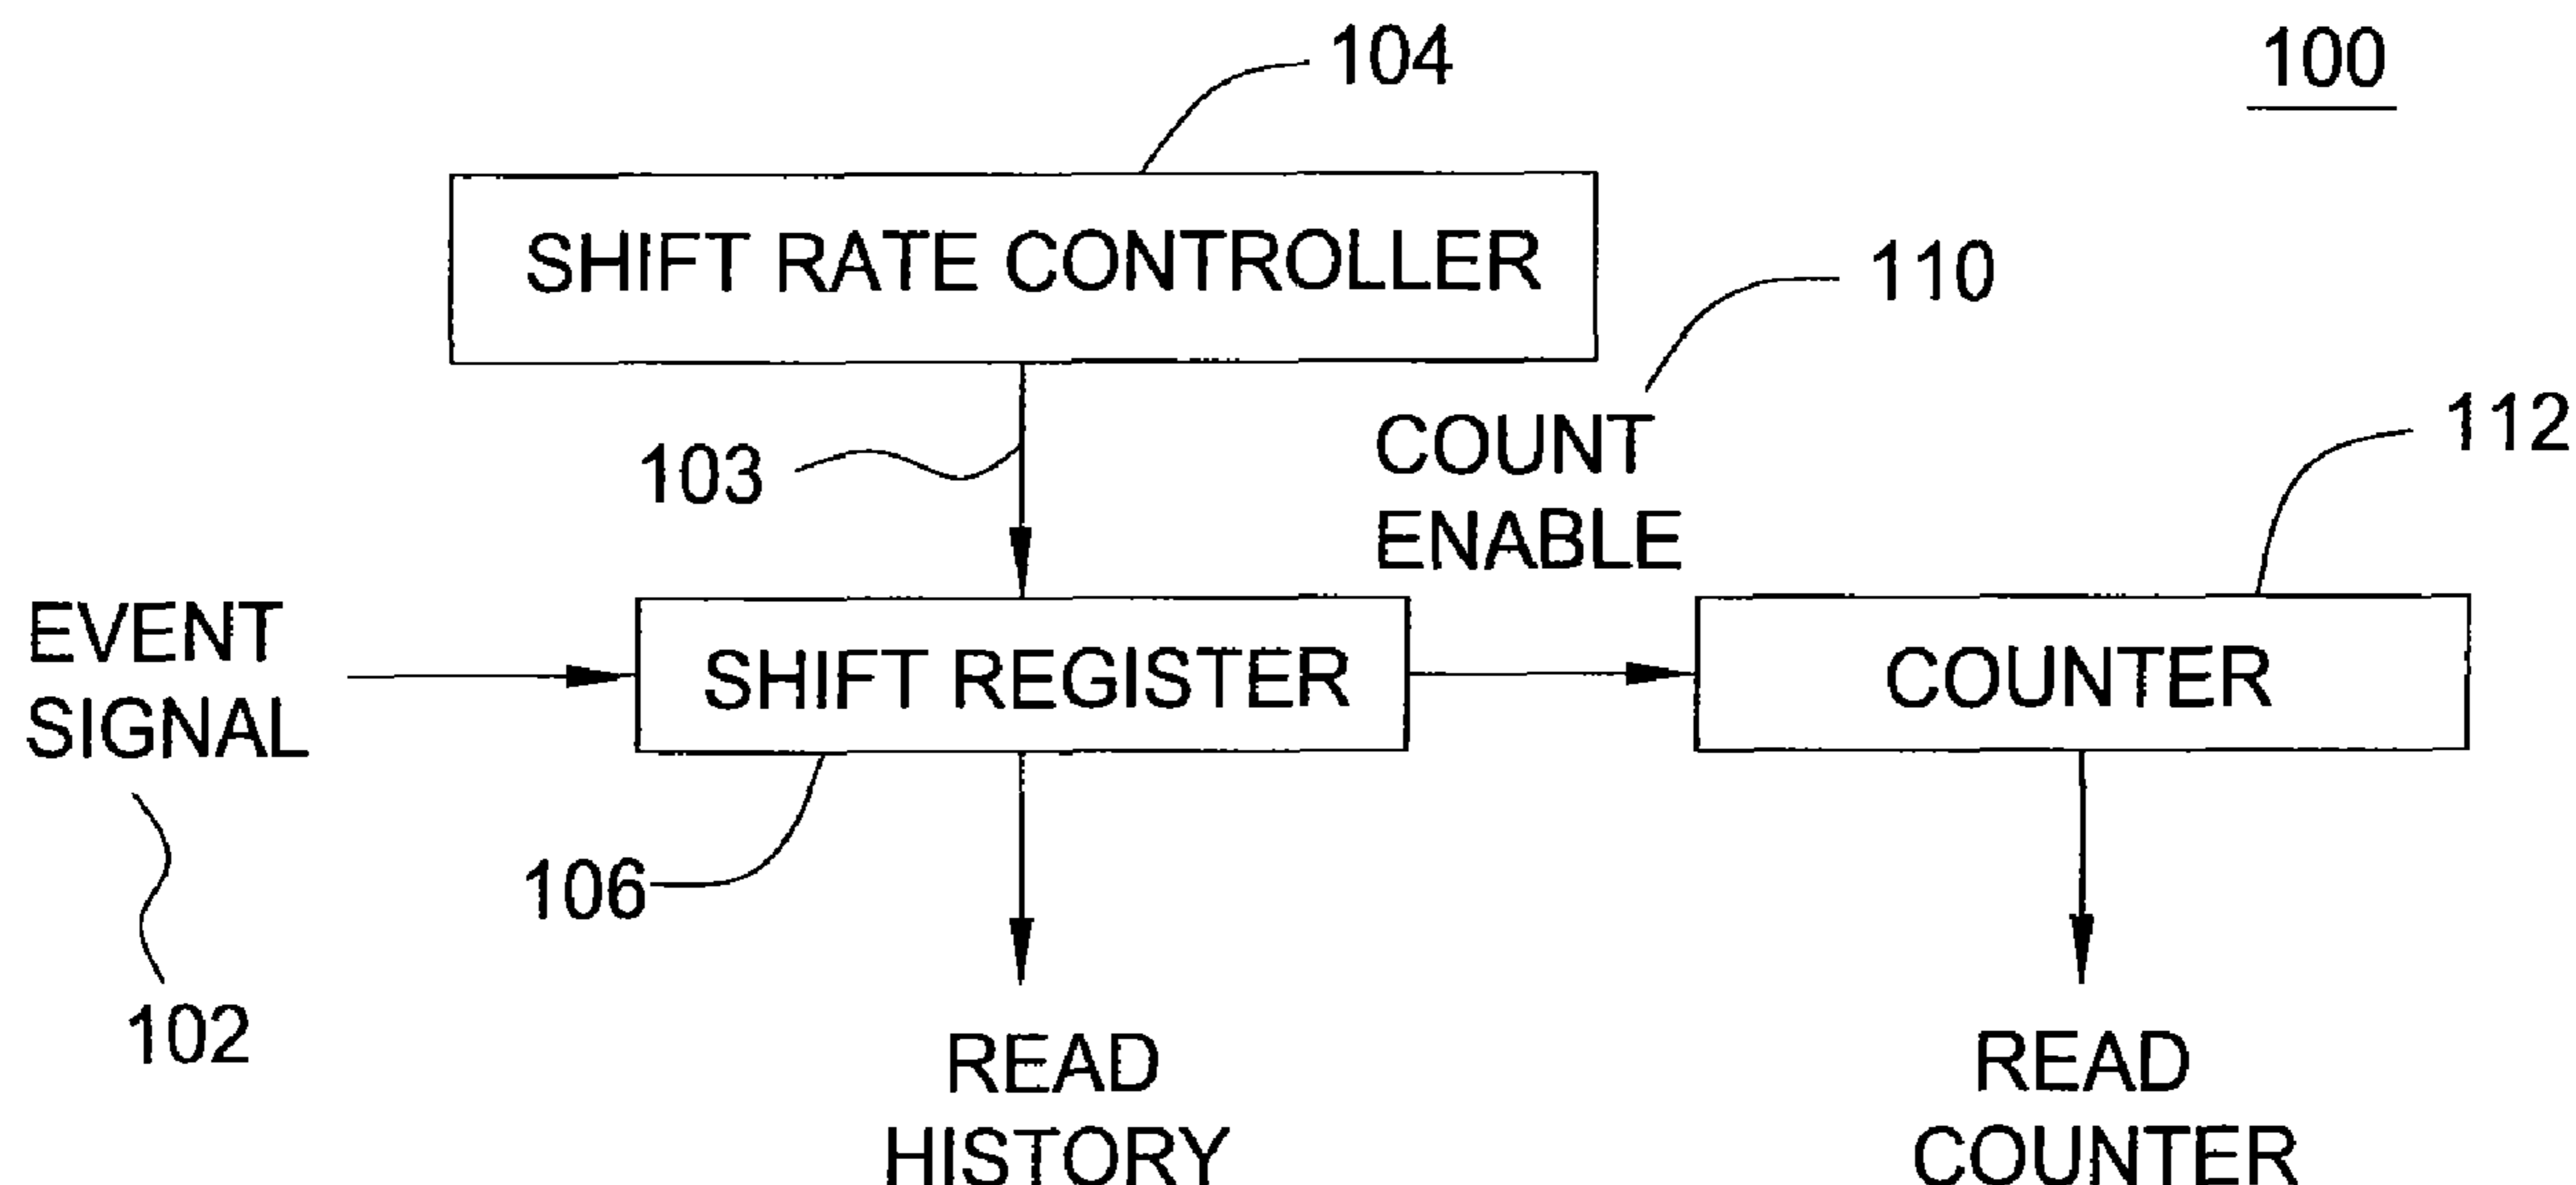 104
100
SHIFT RATE CONTROLLER
110
103
COUNT
ENABLE
112
EVENT
SIGNAL
SHIFT REGISTER
COUNTER
106
102
READ
HISTORY
READ
COUNTER